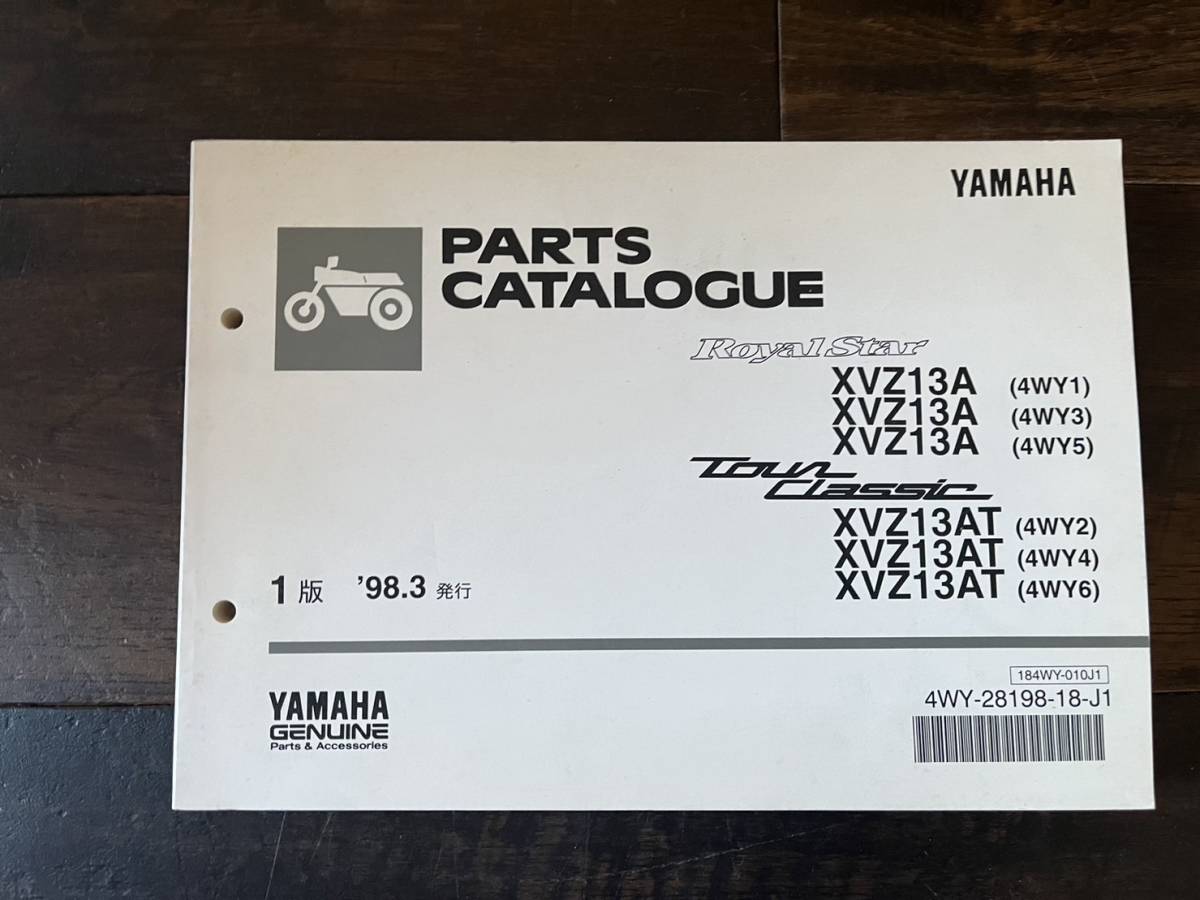 YAMAHA
PARTS
CATALOGUE
Royal Star
XVZ13A (4WY1)
XVZ13A (4WY3)
XVZ13A (4WY5)
Tour
Classic
XVZ13AT (4WY2)
XVZ13AT (4WY4)
XVZ13AT (4WY6)
1版 '98.3 発行
184WY-010J1
4WY-28198-18-J1
YAMAHA
GENUINE
Parts & Accessories